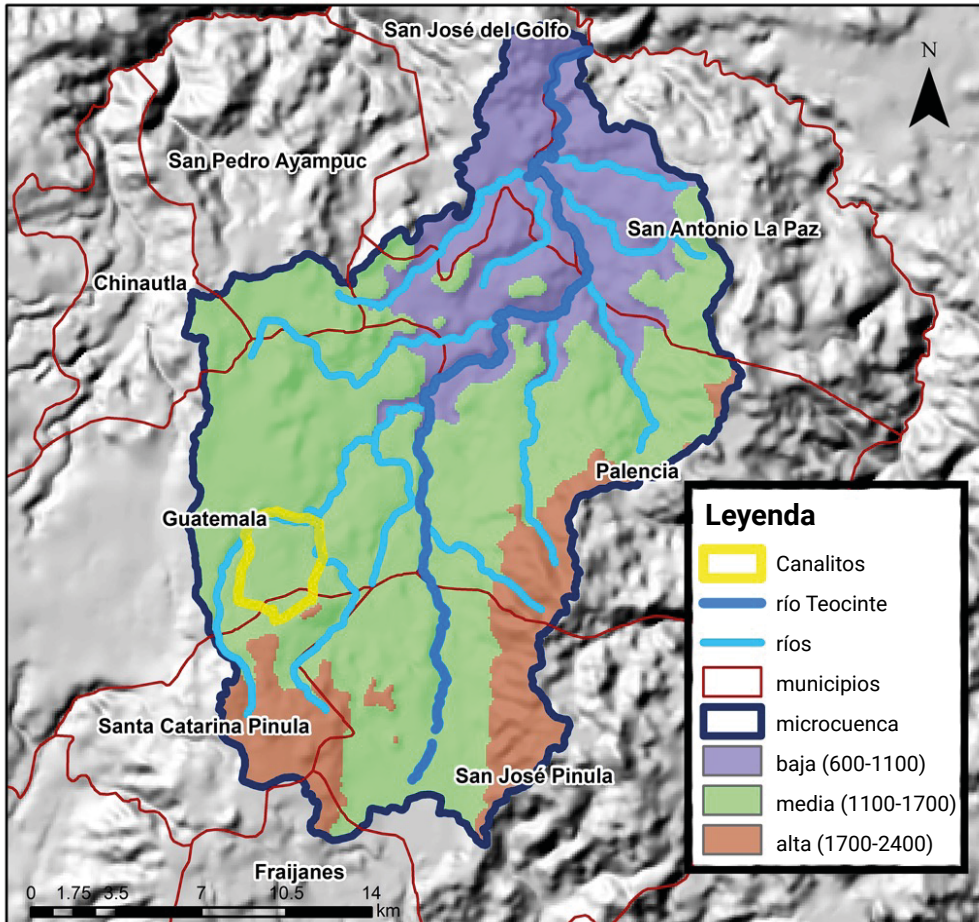 San José del Golfo
N
San Pedro Ayampuc
San Antonio La Paz
Chinautla
Palencia
Guatemala
Santa Catarina Pinula
San José Pinula
Fraijanes
Leyenda
Canalitos
río Teocinte
ríos
municipios
microcuenca
baja (600-1100)
media (1100-1700)
alta (1700-2400)
0 1.75 3.5 7 10.5 14
km